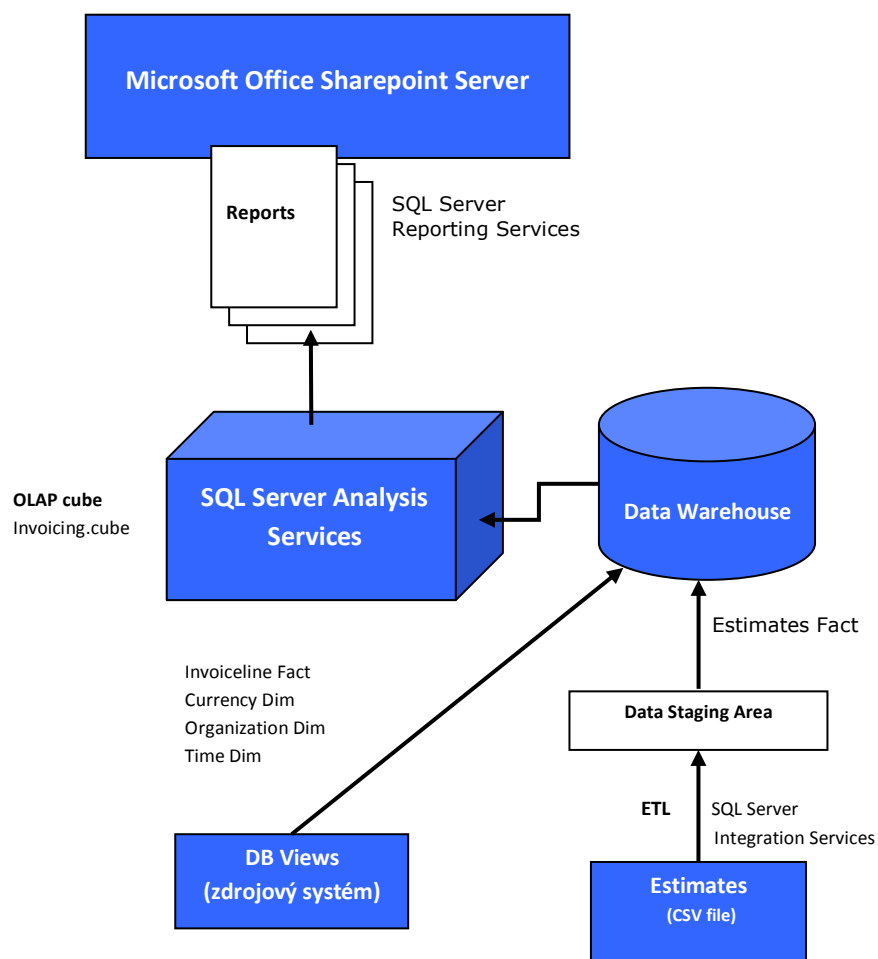 Microsoft Office Sharepoint Server
Reports
SQL Server
Reporting Services
OLAP cube
Invoicing.cube
SQL Server Analysis
Services
Data Warehouse
Estimates Fact
Invoiceline Fact
Currency Dim
Organization Dim
Time Dim
Data Staging Area
ETL
SQL Server
Integration Services
DB Views
(zdrojový systém)
Estimates
(CSV file)